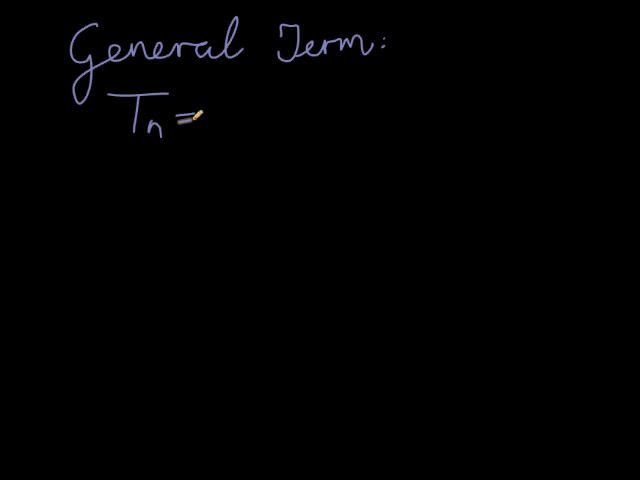 General Term:
Tn =